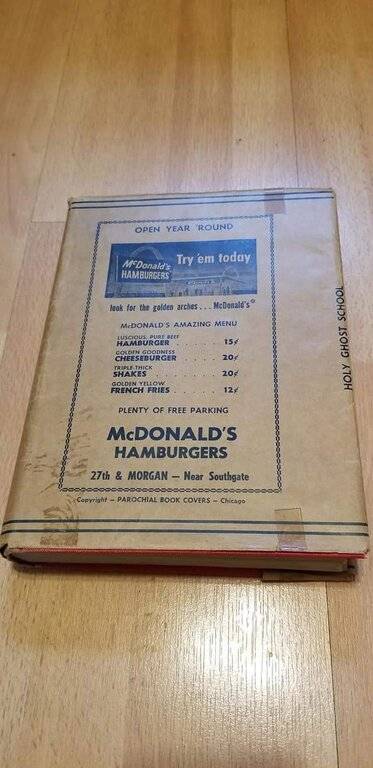 OPEN YEAR 'ROUND
McDonald's
HAMBURGERS
Try 'em today
look for the golden arches . . . McDonald's®
McDONALD'S AMAZING MENU
LUSCIOUS, PURE BEEF
HAMBURGER . . . . . 15¢
GOLDEN GOODNESS
CHEESEBURGER . . . . 20¢
TRIPLE-THICK
SHAKES . . . . . . . 20¢
GOLDEN YELLOW
FRENCH FRIES . . . . 12¢
PLENTY OF FREE PARKING
McDONALD'S
HAMBURGERS
27th & MORGAN — Near Southgate
Copyright — PAROCHIAL BOOK COVERS — Chicago
HOLY GHOST SCHOOL